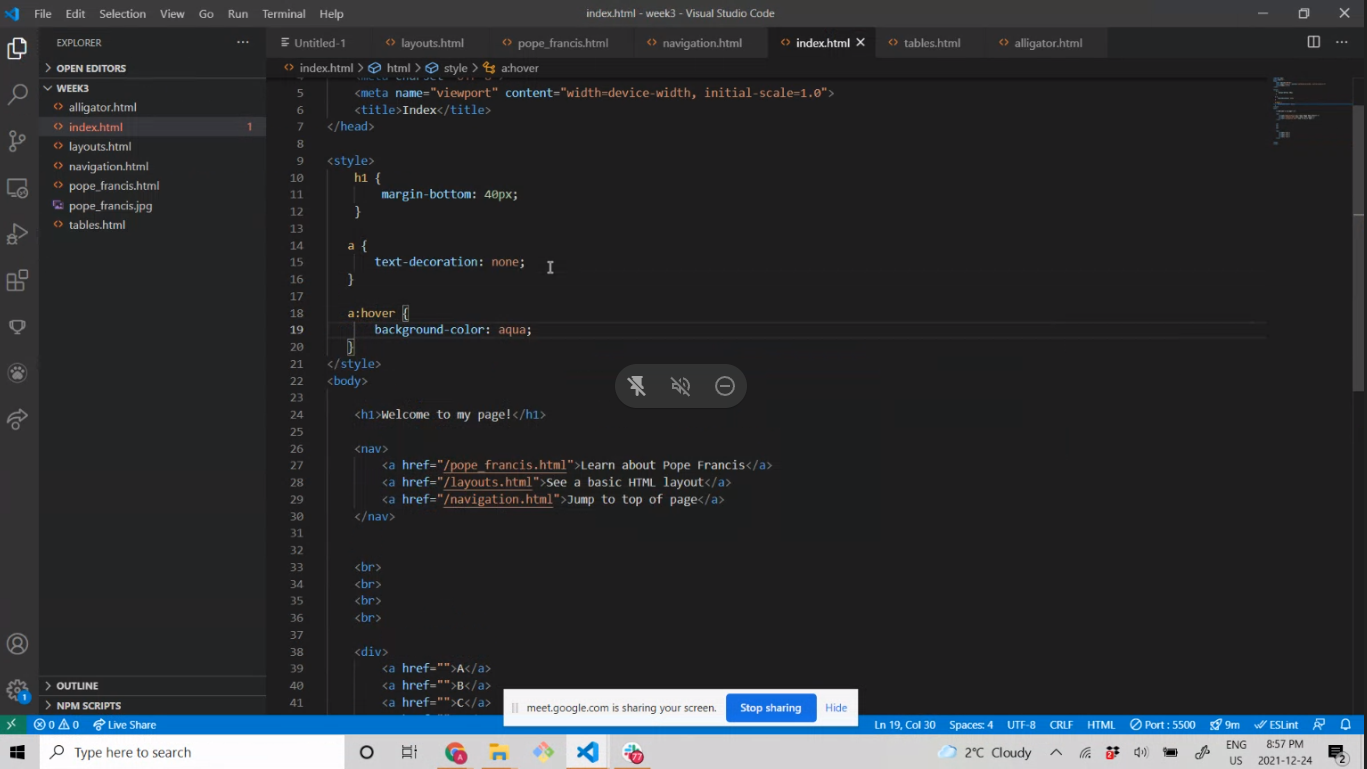 File Edit Selection View Go Run Terminal Help
index.html - week3 - Visual Studio Code
EXPLORER
Untitled-1
layouts.html
pope_francis.html
navigation.html
index.html
tables.html
alligator.html
OPEN EDITORS
WEEK3
alligator.html
index.html 1
layouts.html
navigation.html
pope_francis.html
pope_francis.jpg
tables.html
OUTLINE
NPM SCRIPTS
index.html > html > style > a:hover
5 <meta name="viewport" content="width=device-width, initial-scale=1.0">
6 <title>Index</title>
7 </head>
8
9 <style>
10 h1 {
11 margin-bottom: 40px;
12 }
13
14 a {
15 text-decoration: none;
16 }
17
18 a:hover {
19 background-color: aqua;
20 }
21 </style>
22 <body>
23
24 <h1>Welcome to my page!</h1>
25
26 <nav>
27 <a href="/pope_francis.html">Learn about Pope Francis</a>
28 <a href="/layouts.html">See a basic HTML layout</a>
29 <a href="/navigation.html">Jump to top of page</a>
30 </nav>
31
32
33 <br>
34 <br>
35 <br>
36 <br>
37
38 <div>
39 <a href="">A</a>
40 <a href="">B</a>
41 <a href="">C</a>
meet.google.com is sharing your screen. Stop sharing Hide
0 0 Live Share
Ln 19, Col 30 Spaces: 4 UTF-8 CRLF HTML Port : 5500 9m ESLint
1
Type here to search
77
2°C Cloudy
ENG
US
8:57 PM
2021-12-24
2